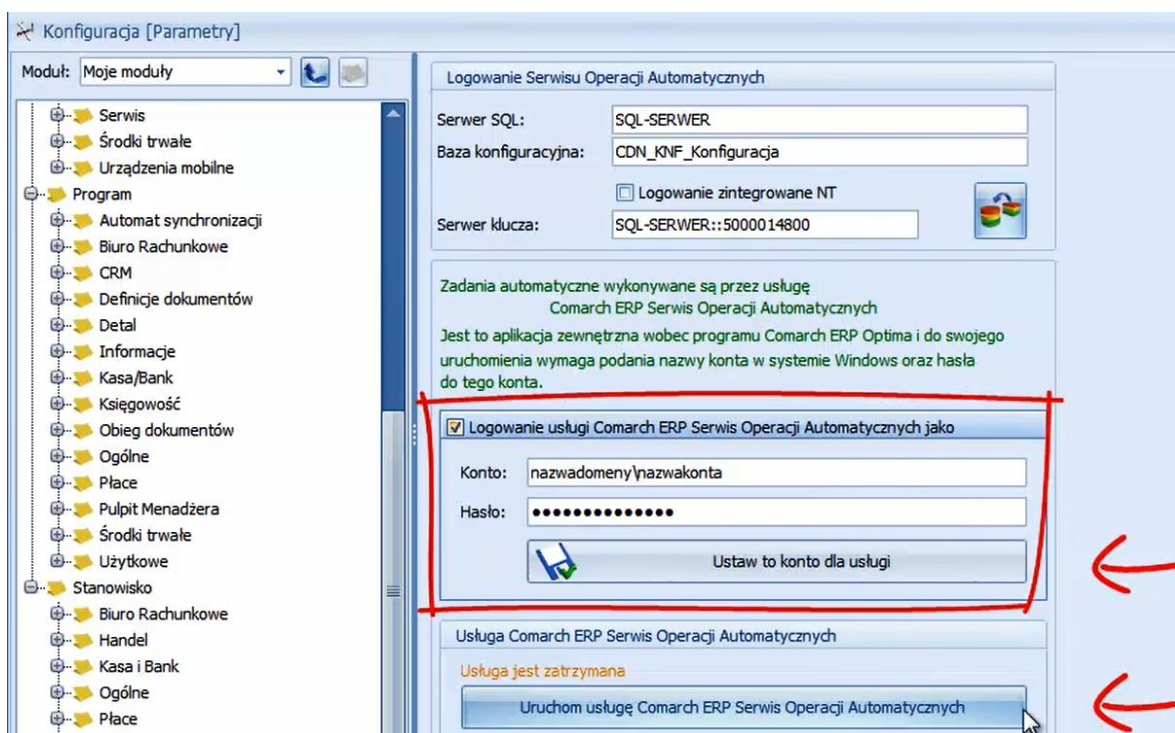 Konfiguracja [Parametry]
Moduł: Moje moduły
Serwis
Środki trwałe
Urządzenia mobilne
Program
Automat synchronizacji
Biuro Rachunkowe
CRM
Definicje dokumentów
Detal
Informacje
Kasa/Bank
Księgowość
Obieg dokumentów
Ogólne
Płace
Pulpit Menadżera
Środki trwałe
Użytkowe
Stanowisko
Biuro Rachunkowe
Handel
Kasa i Bank
Ogólne
Płace
Logowanie Serwisu Operacji Automatycznych
Serwer SQL: SQL-SERWER
Baza konfiguracyjna: CDN_KNF_Konfiguracja
Logowanie zintegrowane NT
Serwer klucza: SQL-SERWER::5000014800
Zadania automatyczne wykonywane są przez usługę
Comarch ERP Serwis Operacji Automatycznych
Jest to aplikacja zewnętrzna wobec programu Comarch ERP Optima i do swojego
uruchomienia wymaga podania nazwy konta w systemie Windows oraz hasła
do tego konta.
Logowanie usługi Comarch ERP Serwis Operacji Automatycznych jako
Konto: nazwadomeny\nazwakonta
Hasło: ●●●●●●●●●●●●●●
Ustaw to konto dla usługi
Usługa Comarch ERP Serwis Operacji Automatycznych
Usługa jest zatrzymana
Uruchom usługę Comarch ERP Serwis Operacji Automatycznych